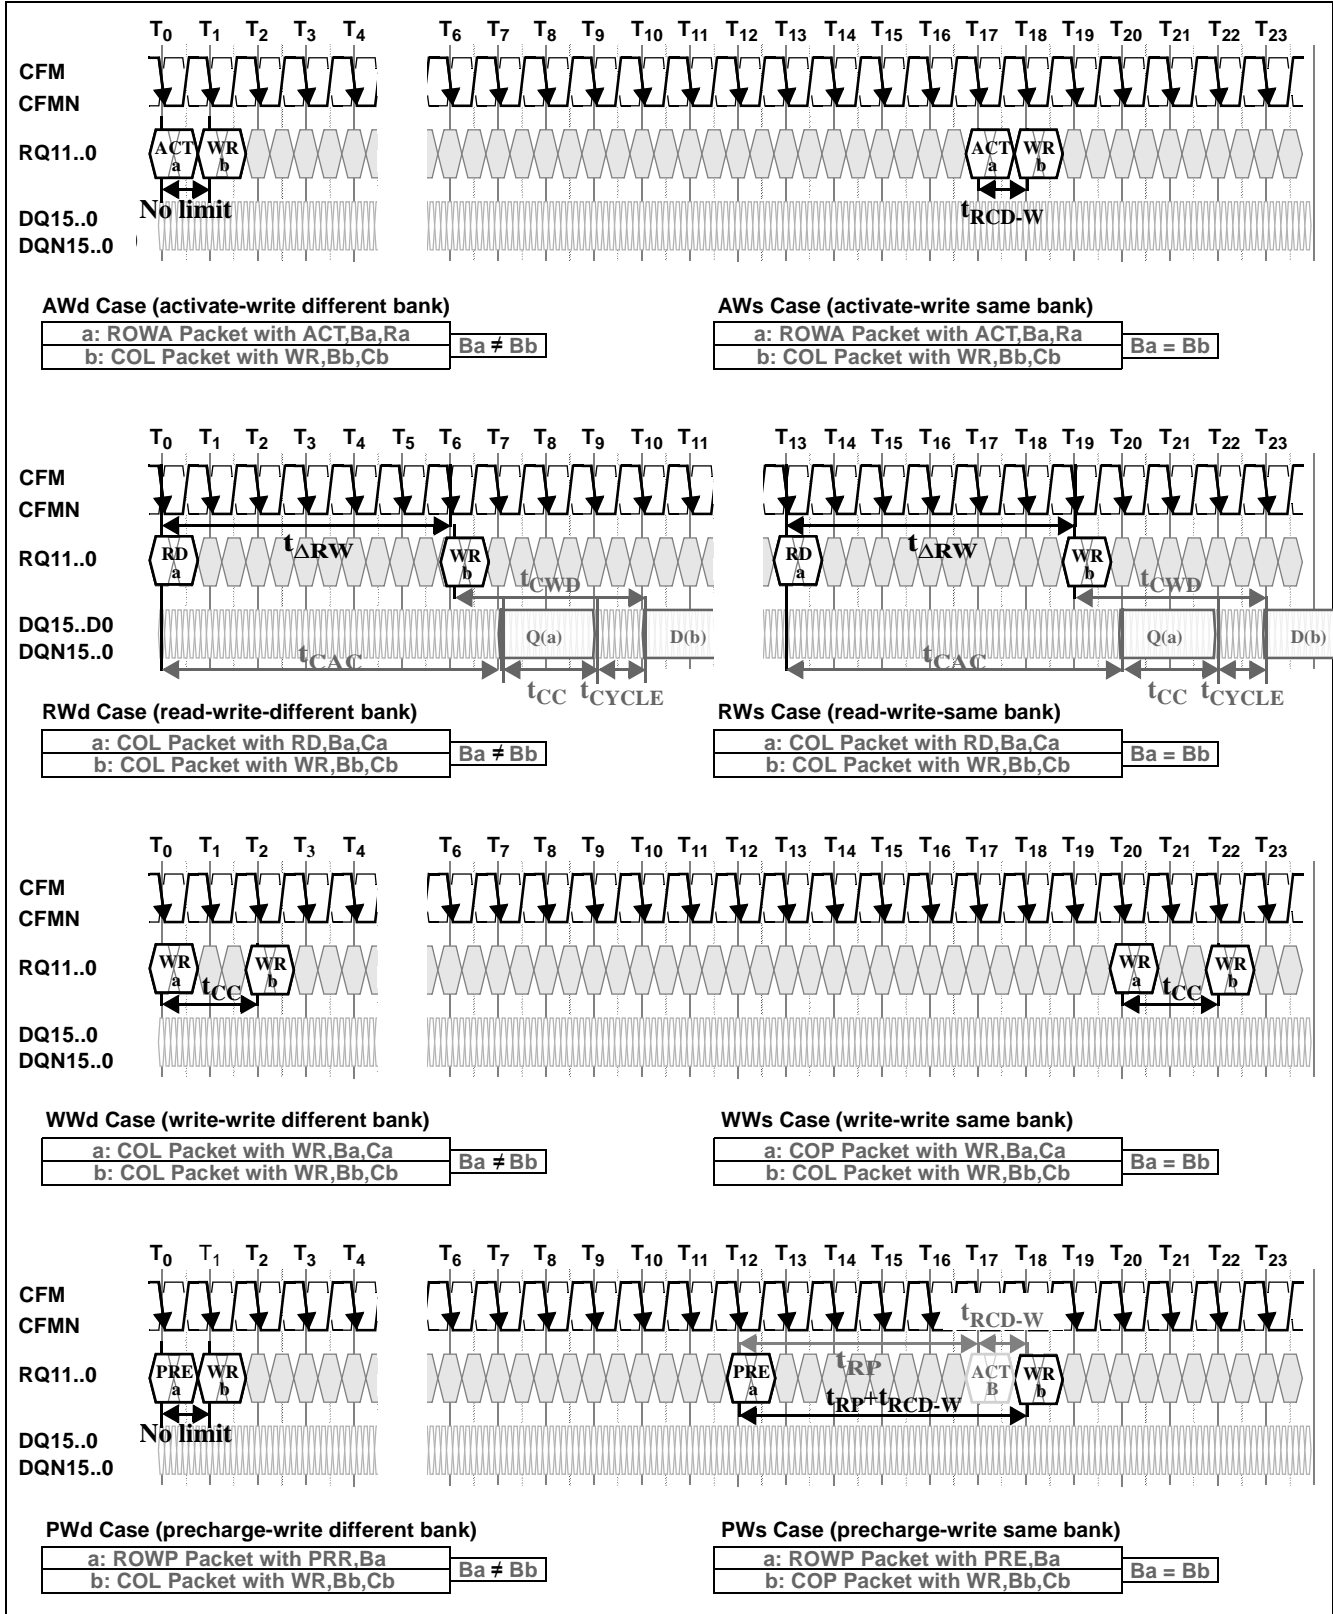 T0 T1 T2 T3 T4 T6 T7 T8 T9 T10 T11 T12 T13 T14 T15 T16 T17 T18 T19 T20 T21 T22 T23
CFM
CFMN
RQ11..0 ACT a WR b ACT a WR b
No limit tRCD-W
DQ15..0
DQN15..0
AWd Case (activate-write different bank) AWs Case (activate-write same bank)
a: ROWA Packet with ACT,Ba,Ra a: ROWA Packet with ACT,Ba,Ra
Ba ≠ Bb Ba = Bb
b: COL Packet with WR,Bb,Cb b: COL Packet with WR,Bb,Cb
T0 T1 T2 T3 T4 T5 T6 T7 T8 T9 T10 T11 T13 T14 T15 T16 T17 T18 T19 T20 T21 T22 T23
CFM
CFMN
tΔRW tΔRW
RQ11..0 RD a WR b RD a WR b
tCWD tCWD
DQ15..D0
DQN15..0 Q(a) D(b) Q(a) D(b)
tCAC tCAC
tCC tCYCLE tCC tCYCLE
RWd Case (read-write-different bank) RWs Case (read-write-same bank)
a: COL Packet with RD,Ba,Ca a: COL Packet with RD,Ba,Ca
Ba ≠ Bb Ba = Bb
b: COL Packet with WR,Bb,Cb b: COL Packet with WR,Bb,Cb
T0 T1 T2 T3 T4 T6 T7 T8 T9 T10 T11 T12 T13 T14 T15 T16 T17 T18 T19 T20 T21 T22 T23
CFM
CFMN
RQ11..0 WR a WR b WR a WR b
tCC tCC
DQ15..0
DQN15..0
WWd Case (write-write different bank) WWs Case (write-write same bank)
a: COL Packet with WR,Ba,Ca a: COP Packet with WR,Ba,Ca
Ba ≠ Bb Ba = Bb
b: COL Packet with WR,Bb,Cb b: COL Packet with WR,Bb,Cb
T0 T1 T2 T3 T4 T6 T7 T8 T9 T10 T11 T12 T13 T14 T15 T16 T17 T18 T19 T20 T21 T22 T23
CFM
CFMN
tRCD-W
RQ11..0 PRE a WR b PRE a tRP ACT B WR b
tRP+tRCD-W
No limit
DQ15..0
DQN15..0
PWd Case (precharge-write different bank) PWs Case (precharge-write same bank)
a: ROWP Packet with PRR,Ba a: ROWP Packet with PRE,Ba
Ba ≠ Bb Ba = Bb
b: COL Packet with WR,Bb,Cb b: COP Packet with WR,Bb,Cb